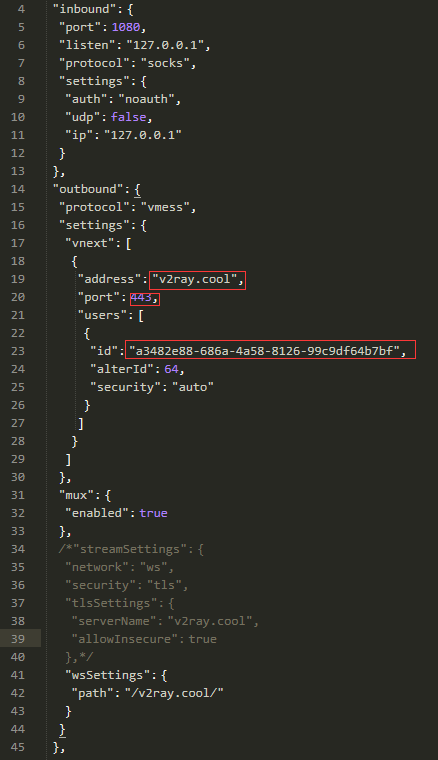 4 "inbound": {
5 "port": 1080,
6 "listen": "127.0.0.1",
7 "protocol": "socks",
8 "settings": {
9 "auth": "noauth",
10 "udp": false,
11 "ip": "127.0.0.1"
12 }
13 },
14 "outbound": {
15 "protocol": "vmess",
16 "settings": {
17 "vnext": [
18 {
19 "address": "v2ray.cool",
20 "port": 443,
21 "users": [
22 {
23 "id": "a3482e88-686a-4a58-8126-99c9df64b7bf",
24 "alterId": 64,
25 "security": "auto"
26 }
27 ]
28 }
29 ]
30 },
31 "mux": {
32 "enabled": true
33 },
34 /*"streamSettings": {
35 "network": "ws",
36 "security": "tls",
37 "tlsSettings": {
38 "serverName": "v2ray.cool",
39 "allowInsecure": true
40 },*/
41 "wsSettings": {
42 "path": "/v2ray.cool/"
43 }
44 }
45 },